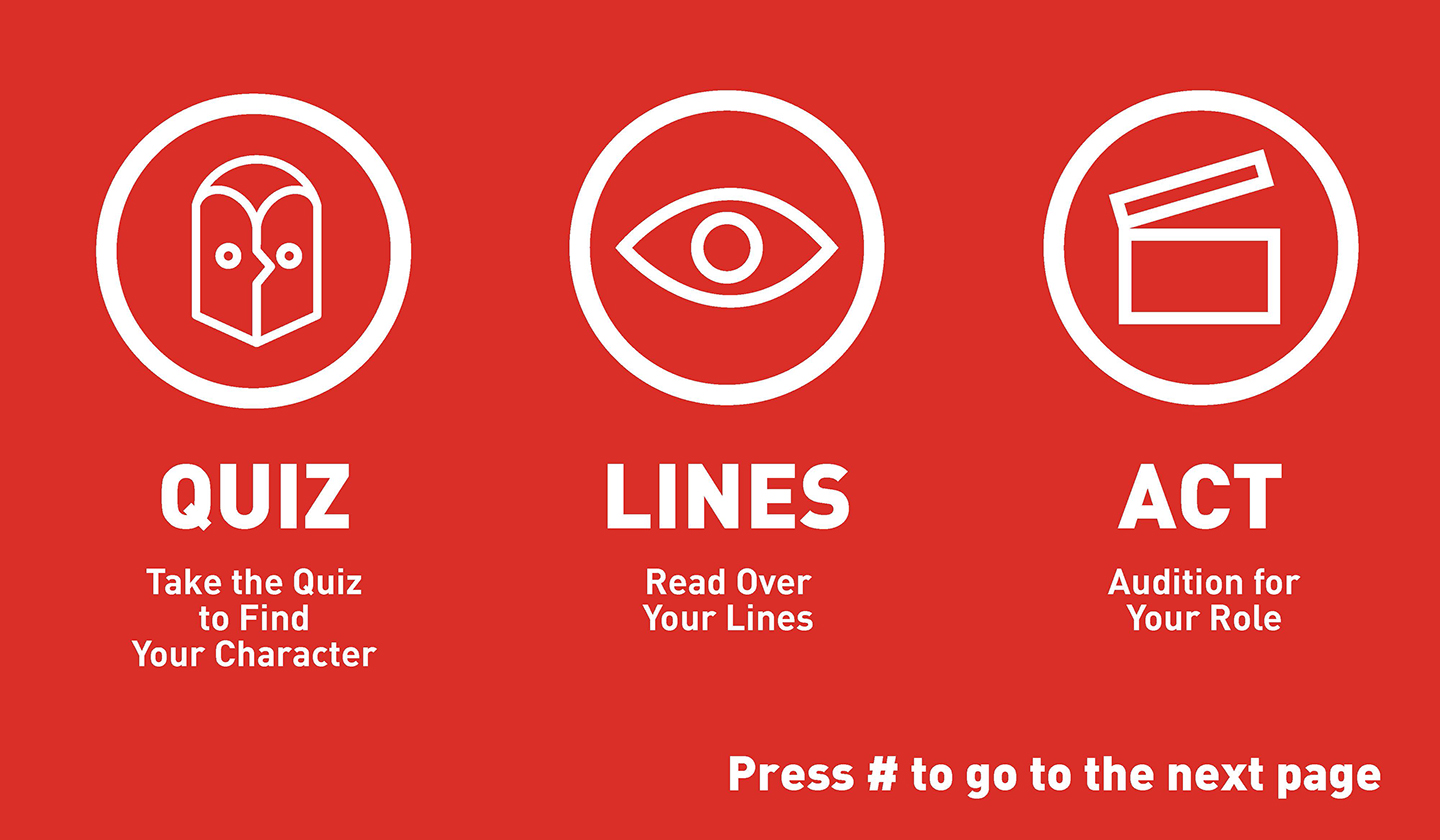 QUIZ
Take the Quiz
to Find
Your Character
LINES
Read Over
Your Lines
ACT
Audition for
Your Role
Press # to go to the next page